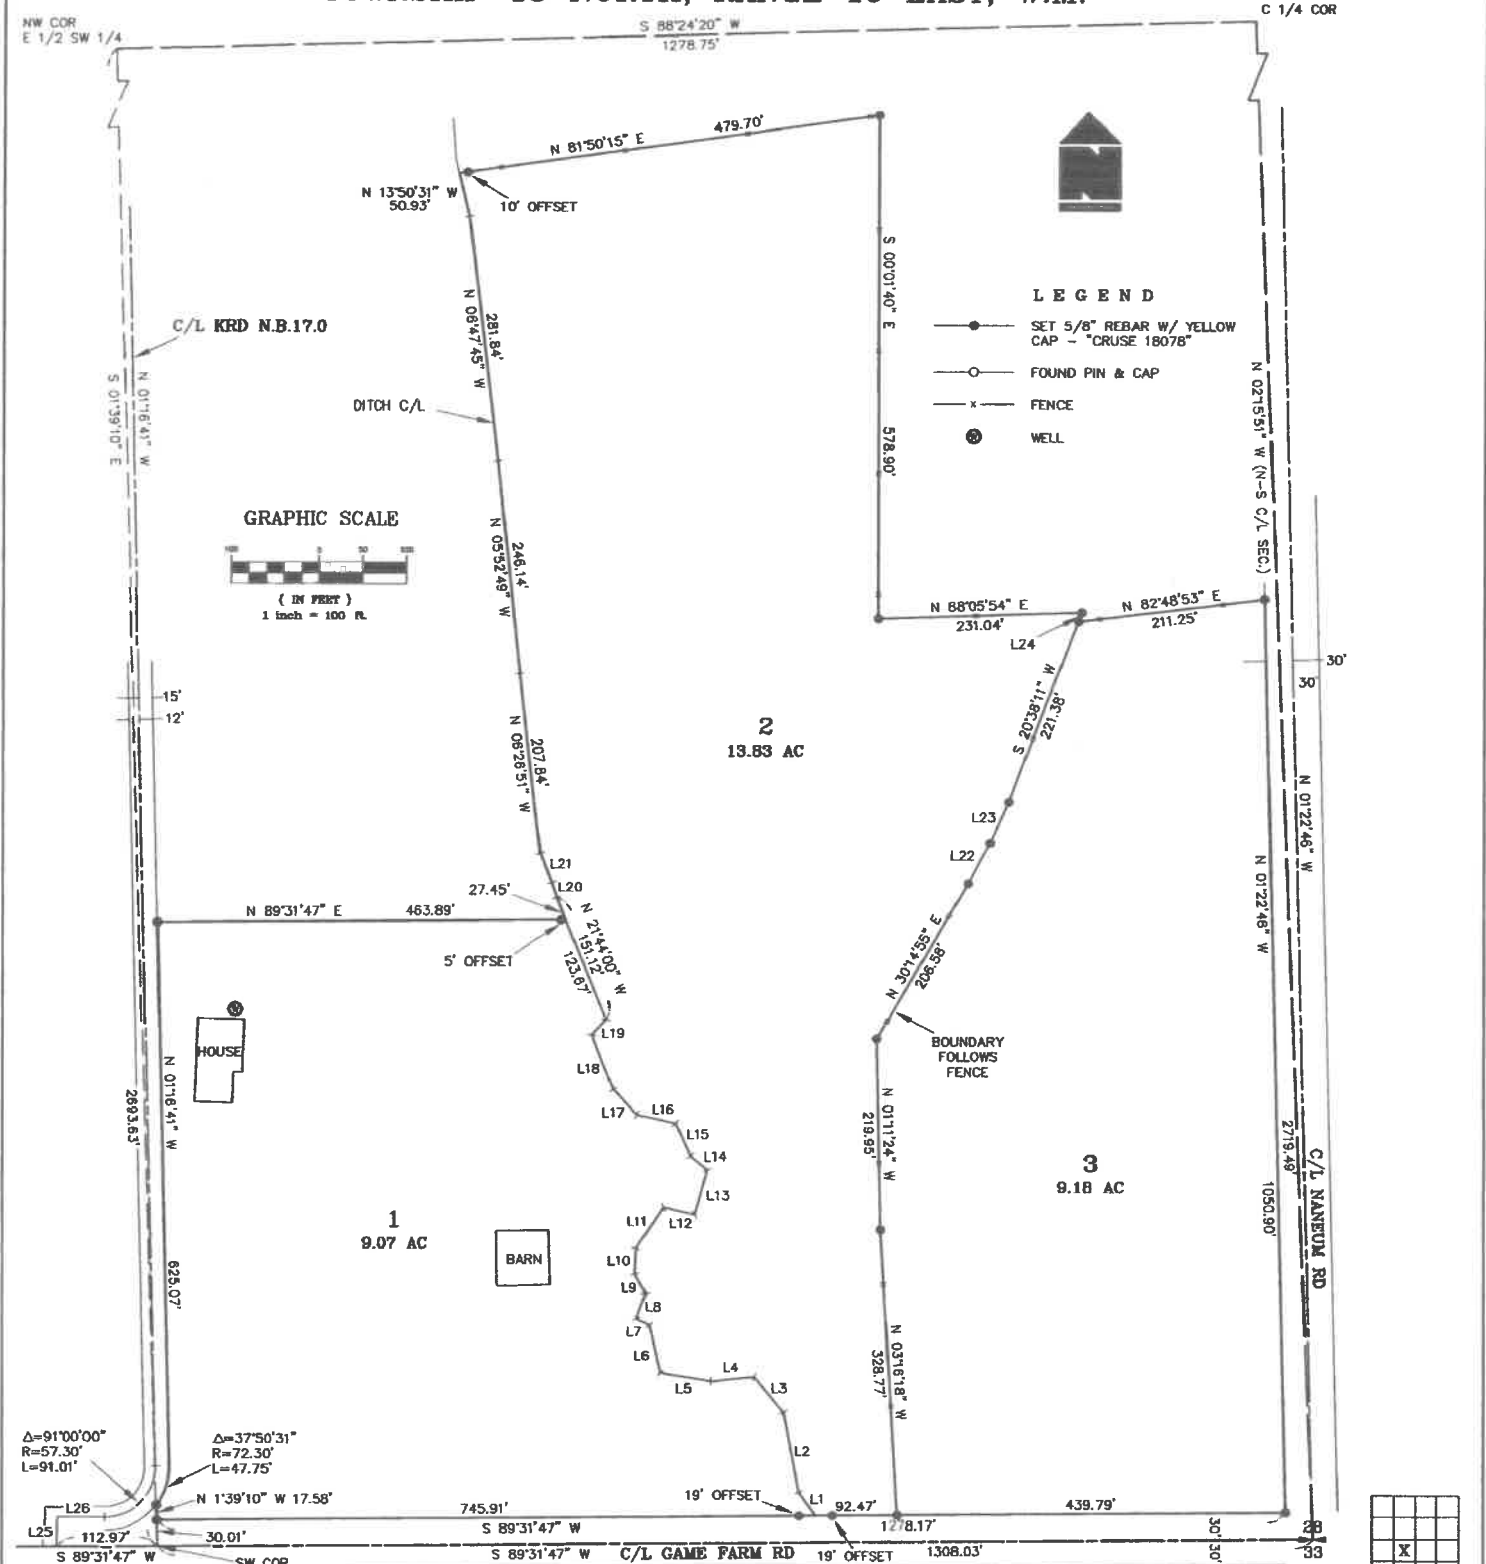 NW COR
E 1/2 SW 1/4
S 88°24'20" W
1278.75'
C 1/4 COR
N 81°50'15" E
479.70'
N 13°50'31" W
50.93'
10' OFFSET
S 00°01'40" E
578.90'
L E G E N D
SET 5/8" REBAR W/ YELLOW
CAP - "CRUSE 18078"
FOUND PIN & CAP
x
FENCE
WELL
C/L KRD N.B.17.0
N 01°16'41" W
S 01°39'10" E
281.84'
N 06°47'45" W
DITCH C/L
N 02°15'51" W (N-S C/L SEC.)
GRAPHIC SCALE
100 0 50 100
( IN FEET )
1 inch = 100 ft.
246.14'
N 05°52'49" W
N 88°05'54" E
231.04'
N 82°48'53" E
211.25'
L24
30'
30'
15'
12'
S 20°38'11" W
221.38'
2
13.83 AC
207.84'
N 06°26'51" W
N 01°22'46" W
L23
L22
L21
L20
27.45'
N 89°31'47" E
463.89'
5' OFFSET
N 21°44'00" W
151.12'
123.67'
N 30°14'55" E
206.58'
N 01°22'46" W
HOUSE
L19
BOUNDARY
FOLLOWS
FENCE
L18
L17
L16
L15
L14
L13
L12
L11
L10
L9
L8
L7
L6
L5
L4
L3
L2
L1
N 01°16'41" W
625.07'
2693.63'
N 01°11'24" W
219.95'
3
9.18 AC
2719.49'
1050.90'
C/L NANEUM RD
1
9.07 AC
BARN
N 03°16'18" W
328.77'
Δ=91°00'00"
R=57.30'
L=91.01'
Δ=37°50'31"
R=72.30'
L=47.75'
N 1°39'10" W 17.58'
L26
L25
745.91'
19' OFFSET
92.47'
439.79'
S 89°31'47" W
1278.17'
112.97'
30.01'
S 89°31'47" W
SW COR
S 89°31'47" W
C/L GAME FARM RD
19' OFFSET
1308.03'
30'
30'
28
33
X